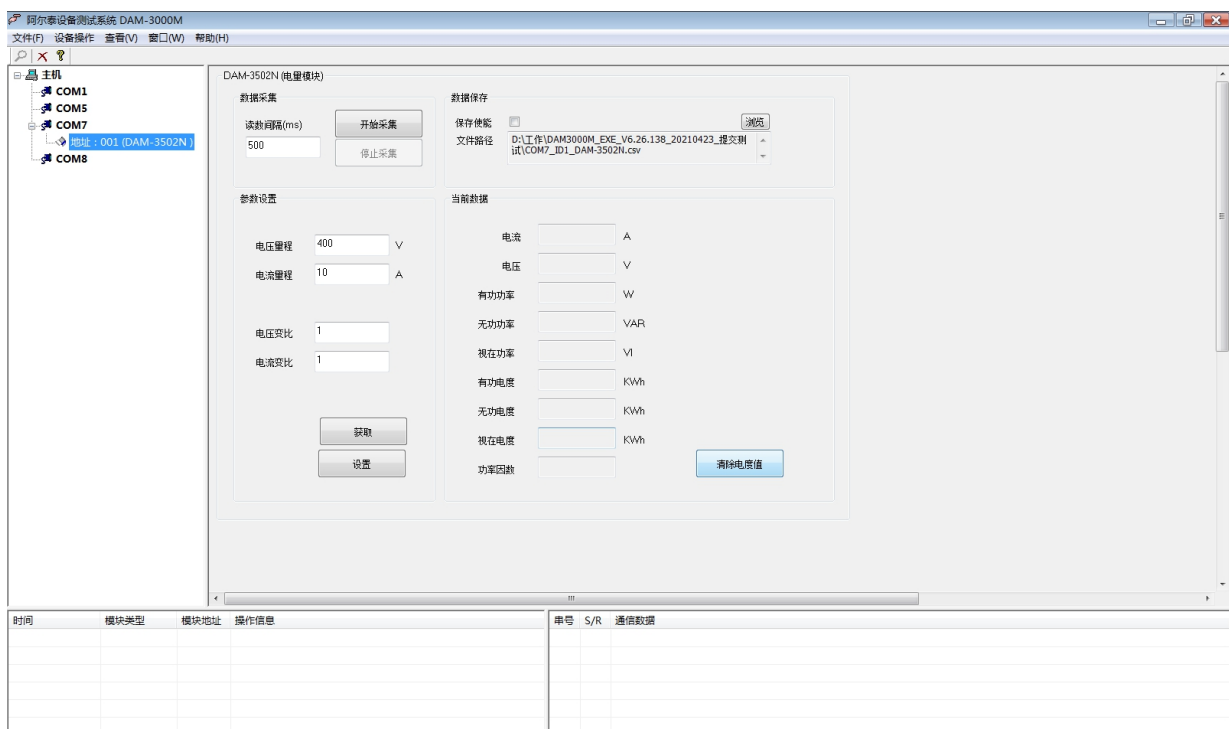 阿尔泰设备测试系统 DAM-3000M
文件(F) 设备操作 查看(V) 窗口(W) 帮助(H)
主机
COM1
COM5
COM7
地址：001 (DAM-3502N )
COM8
DAM-3502N (电量模块)
数据采集
读数间隔(ms)
500
开始采集
停止采集
数据保存
保存使能
浏览
文件路径
D:\工作\DAM3000M_EXE_V6.26.138_20210423_提交测
试\COM7_ID1_DAM-3502N.csv
参数设置
电压量程 400 V
电流量程 10 A
电压变比 1
电流变比 1
获取
设置
当前数据
电流 A
电压 V
有功功率 W
无功功率 VAR
视在功率 VI
有功电度 KWh
无功电度 KWh
视在电度 KWh
功率因数
清除电度值
时间 模块类型 模块地址 操作信息
串号 S/R 通信数据